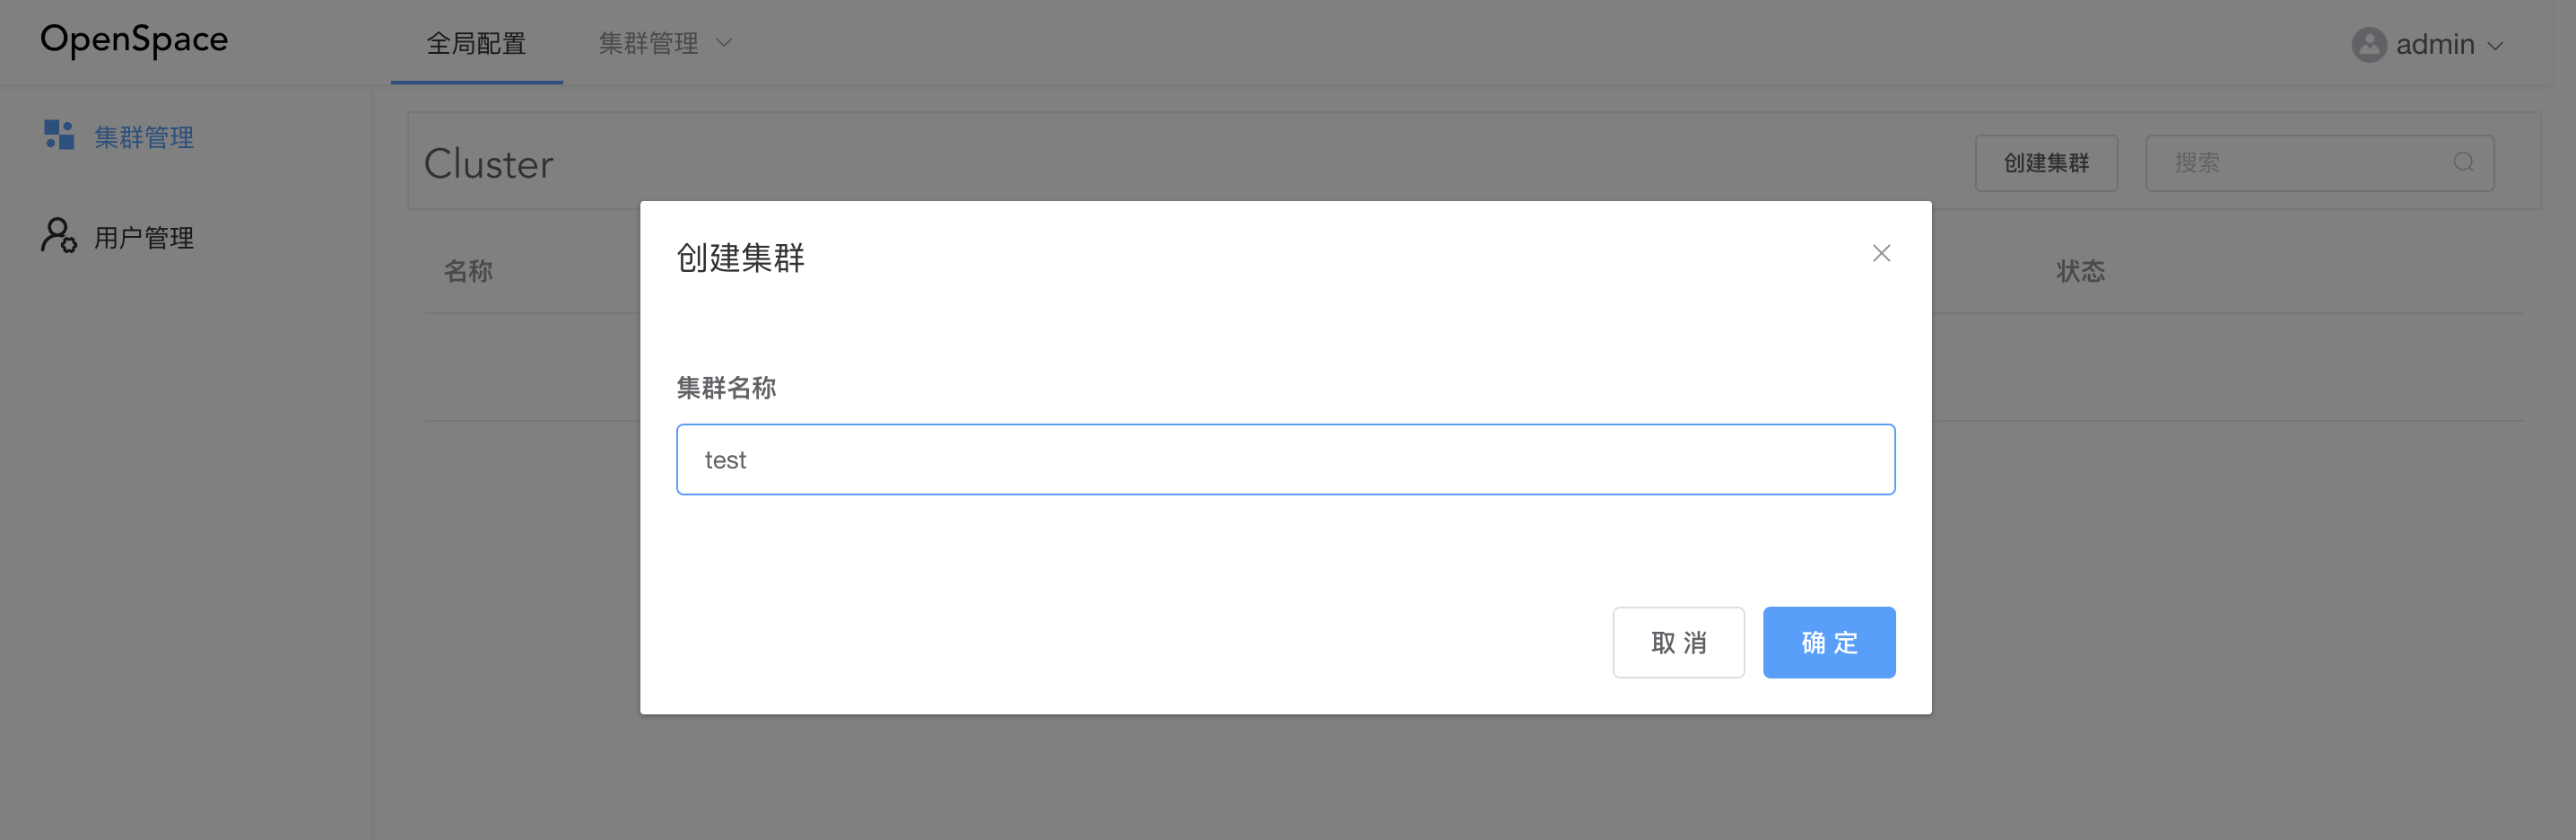 OpenSpace
全局配置
集群管理
admin
集群管理
用户管理
Cluster
创建集群
搜索
名称
状态
创建集群
集群名称
test
取 消
确 定